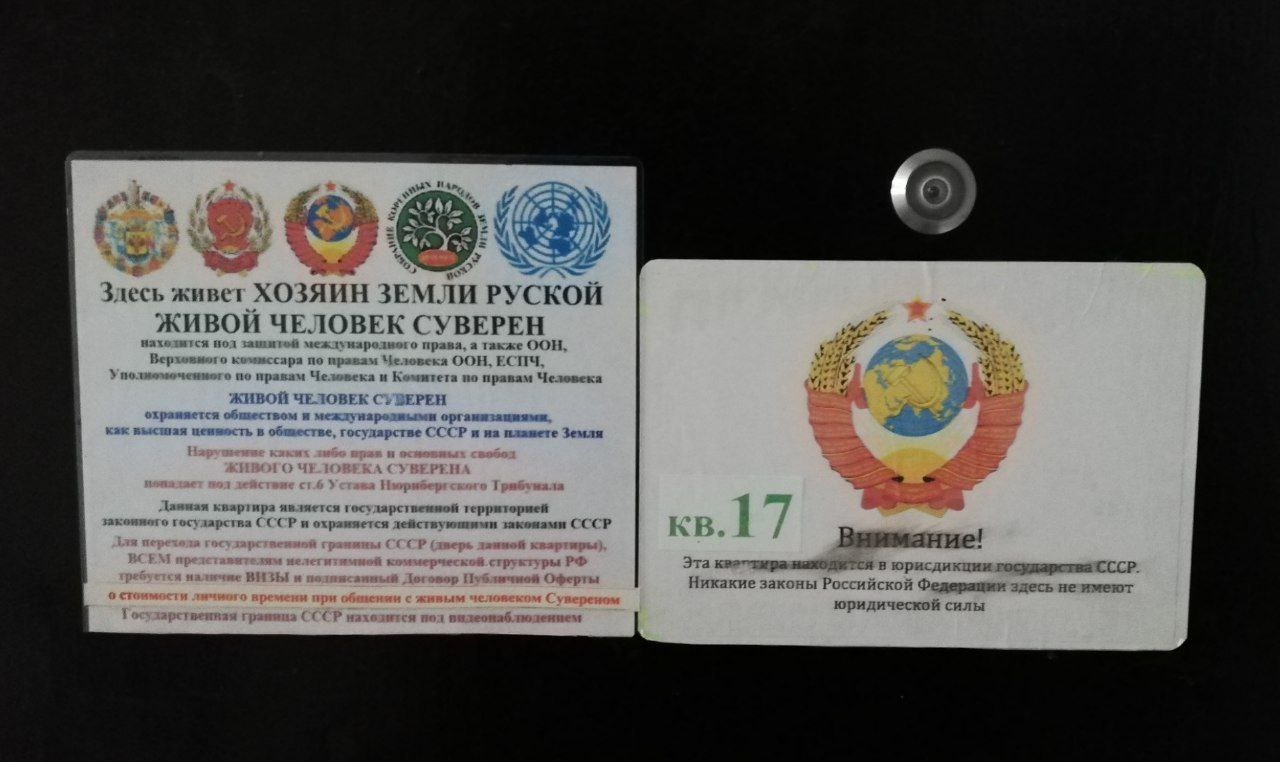 СОБРАНИЕ КОРЕННЫХ НАРОДОВ ЗЕМЛИ РУСКОЙ
Здесь живет ХОЗЯИН ЗЕМЛИ РУСКОЙ
ЖИВОЙ ЧЕЛОВЕК СУВЕРЕН
находится под защитой международного права, а также ООН,
Верховного комиссара по правам Человека ООН, ЕСПЧ,
Уполномоченного по правам Человека и Комитета по правам Человека
ЖИВОЙ ЧЕЛОВЕК СУВЕРЕН
охраняется обществом и международными организациями,
как высшая ценность в обществе, государстве СССР и на планете Земля
Нарушение каких либо прав и основных свобод
ЖИВОГО ЧЕЛОВЕКА СУВЕРЕНА
попадает под действие ст.6 Устава Нюрнбергского Трибунала
Данная квартира является государственной территорией
законного государства СССР и охраняется действующими законами СССР
Для перехода государственной границы СССР (дверь данной квартиры),
ВСЕМ представителям нелегитимной коммерческой структуры РФ
требуется наличие ВИЗЫ и подписанный Договор Публичной Оферты
о стоимости личного времени при общении с живым человеком Сувереном
Государственная граница СССР находится под видеонаблюдением
кв.17
Внимание!
Эта квартира находится в юрисдикции государства СССР.
Никакие законы Российской Федерации здесь не имеют
юридической силы